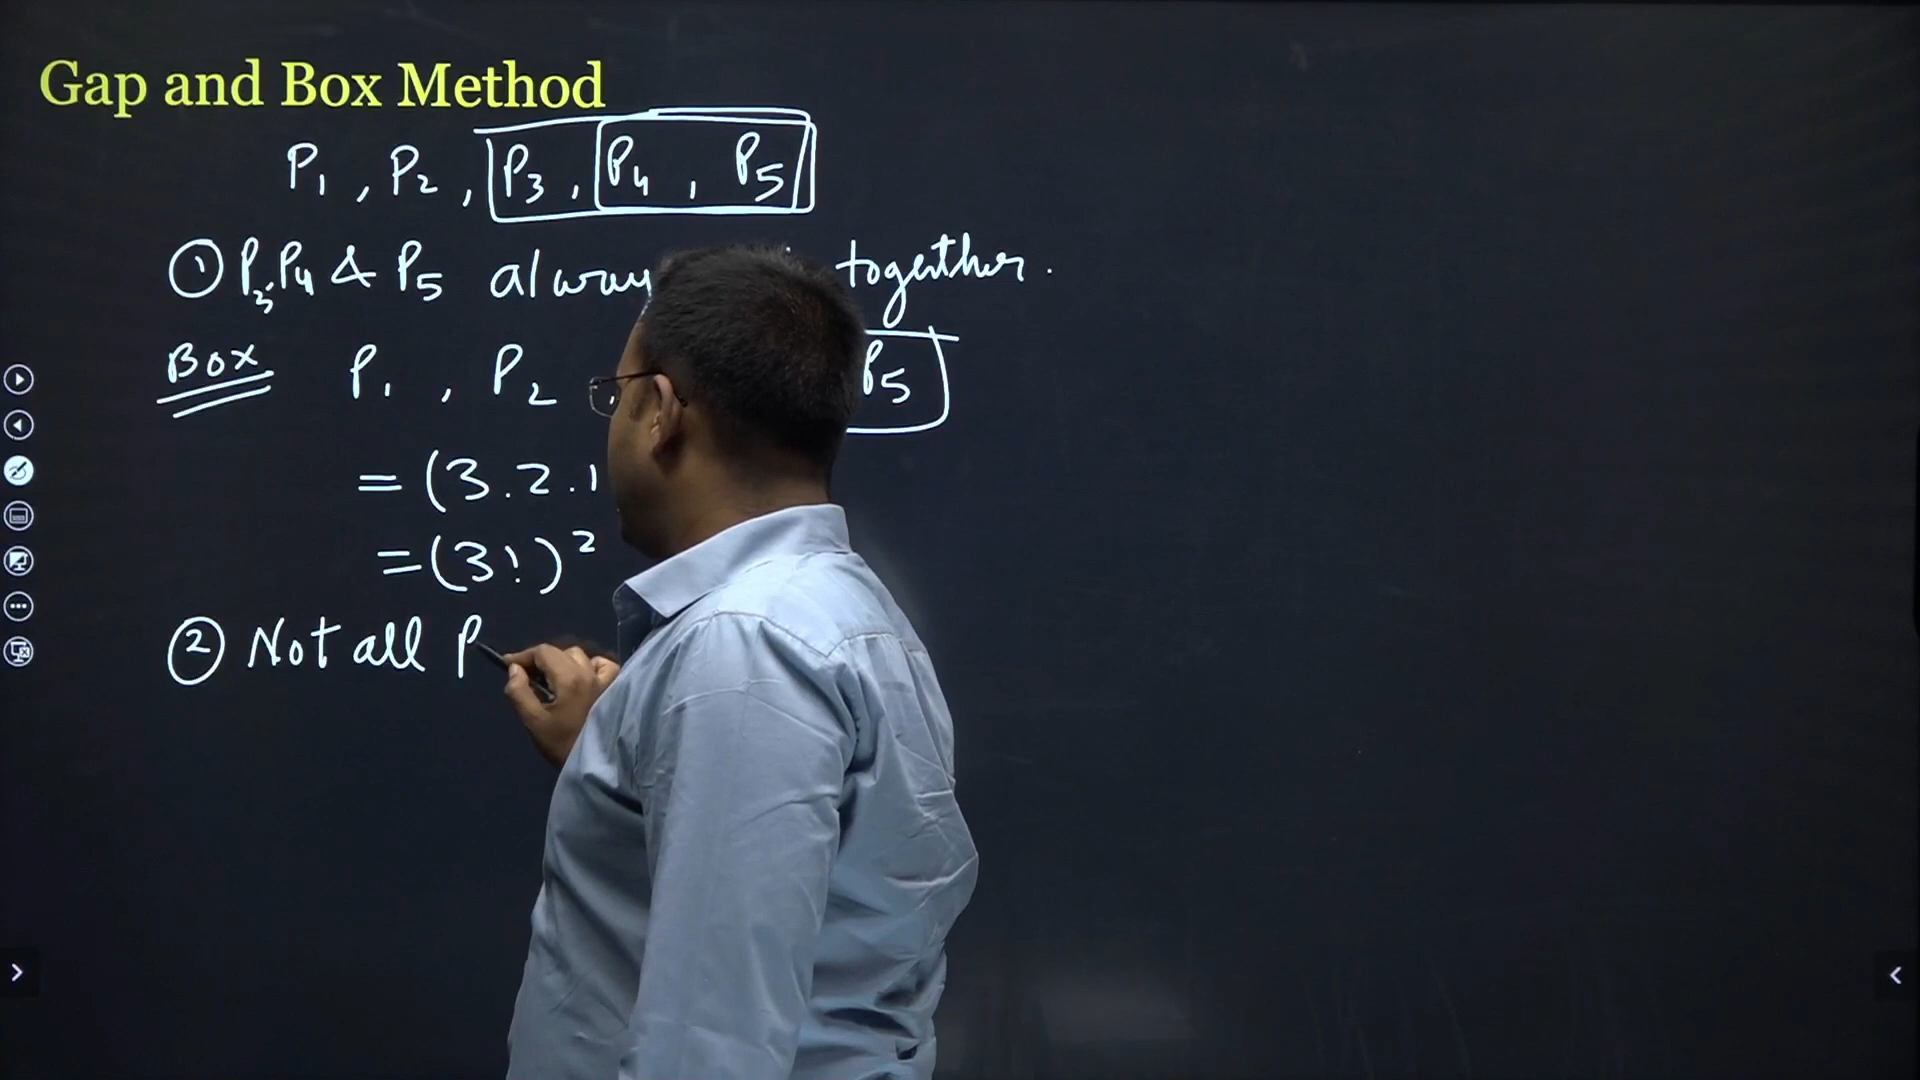 Gap and Box Method
P1, P2, P3, P4, P5
① P3, P4 & P5 together.
Box P1, P2, P5
= (3.2.1
= (3!)²
② Not all P